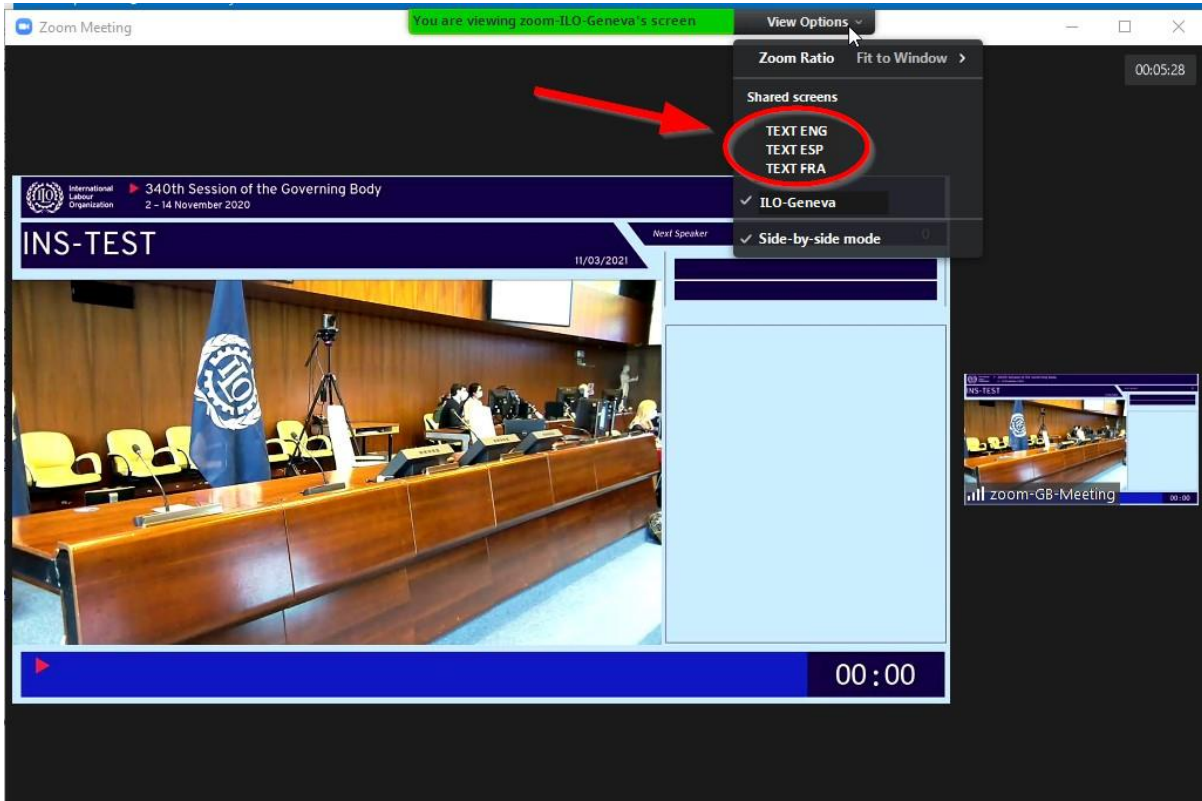 Zoom Meeting
You are viewing zoom-ILO-Geneva's screen
View Options
Zoom Ratio Fit to Window
00:05:28
Shared screens
TEXT ENG
TEXT ESP
TEXT FRA
ILO-Geneva
Side-by-side mode 0
International
Labour
Organization
340th Session of the Governing Body
2 – 14 November 2020
INS-TEST
Next Speaker
11/03/2021
00:00
INS-TEST
zoom-GB-Meeting
00:00